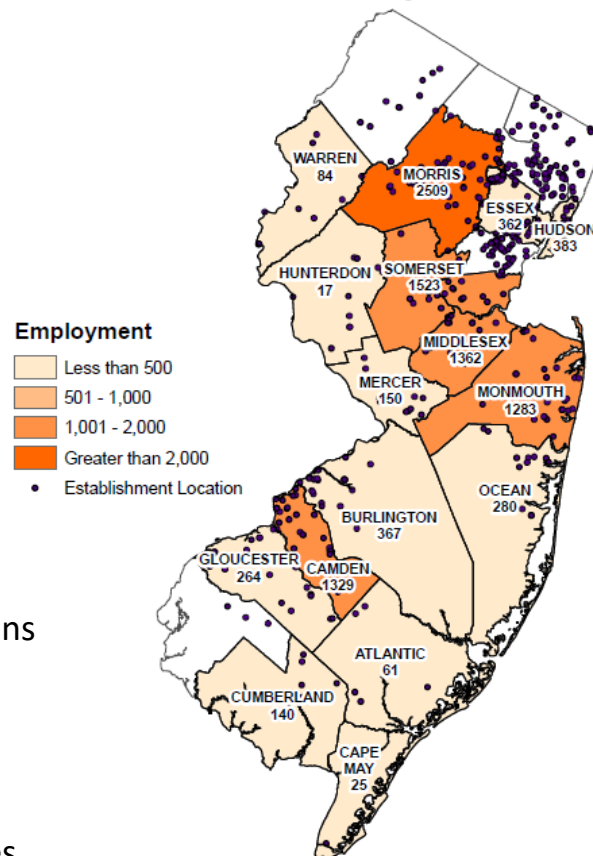 WARREN
84
MORRIS
2509
ESSEX
362
HUDSON
383
HUNTERDON
17
SOMERSET
1523
Employment
Less than 500
501 - 1,000
1,001 - 2,000
Greater than 2,000
Establishment Location
MIDDLESEX
1362
MERCER
150
MONMOUTH
1283
OCEAN
280
BURLINGTON
367
GLOUCESTER
264
CAMDEN
1329
ns
ATLANTIC
61
CUMBERLAND
140
CAPE
MAY
25